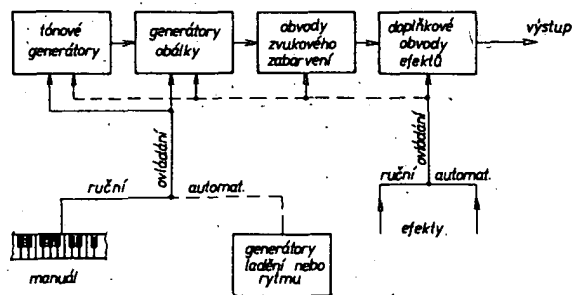 tónové
generátory
generátory
obálky
obvody
zvukového
zabarvení
doplňkové
obvody
efektů
výstup
ovládání
ovládání
ruční
automat.
ruční
automat.
efekty
manuál
generátory
ladění nebo
rytmu